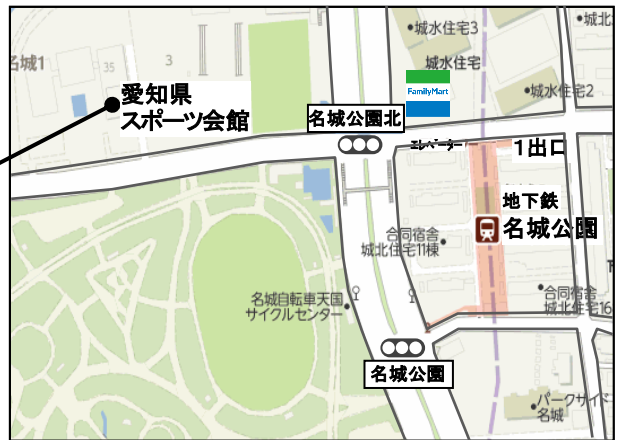 城水住宅3
城北
名城1
35
3
城水住宅
城水住宅2
FamilyMart
愛知県
スポーツ会館
名城公園北
エレベーター
1出口
地下鉄
名城公園
合同宿舎
城北住宅11棟
名城自転車天国
サイクルセンター
合同宿舎
城北住宅16
名城公園
パークサイド
名城